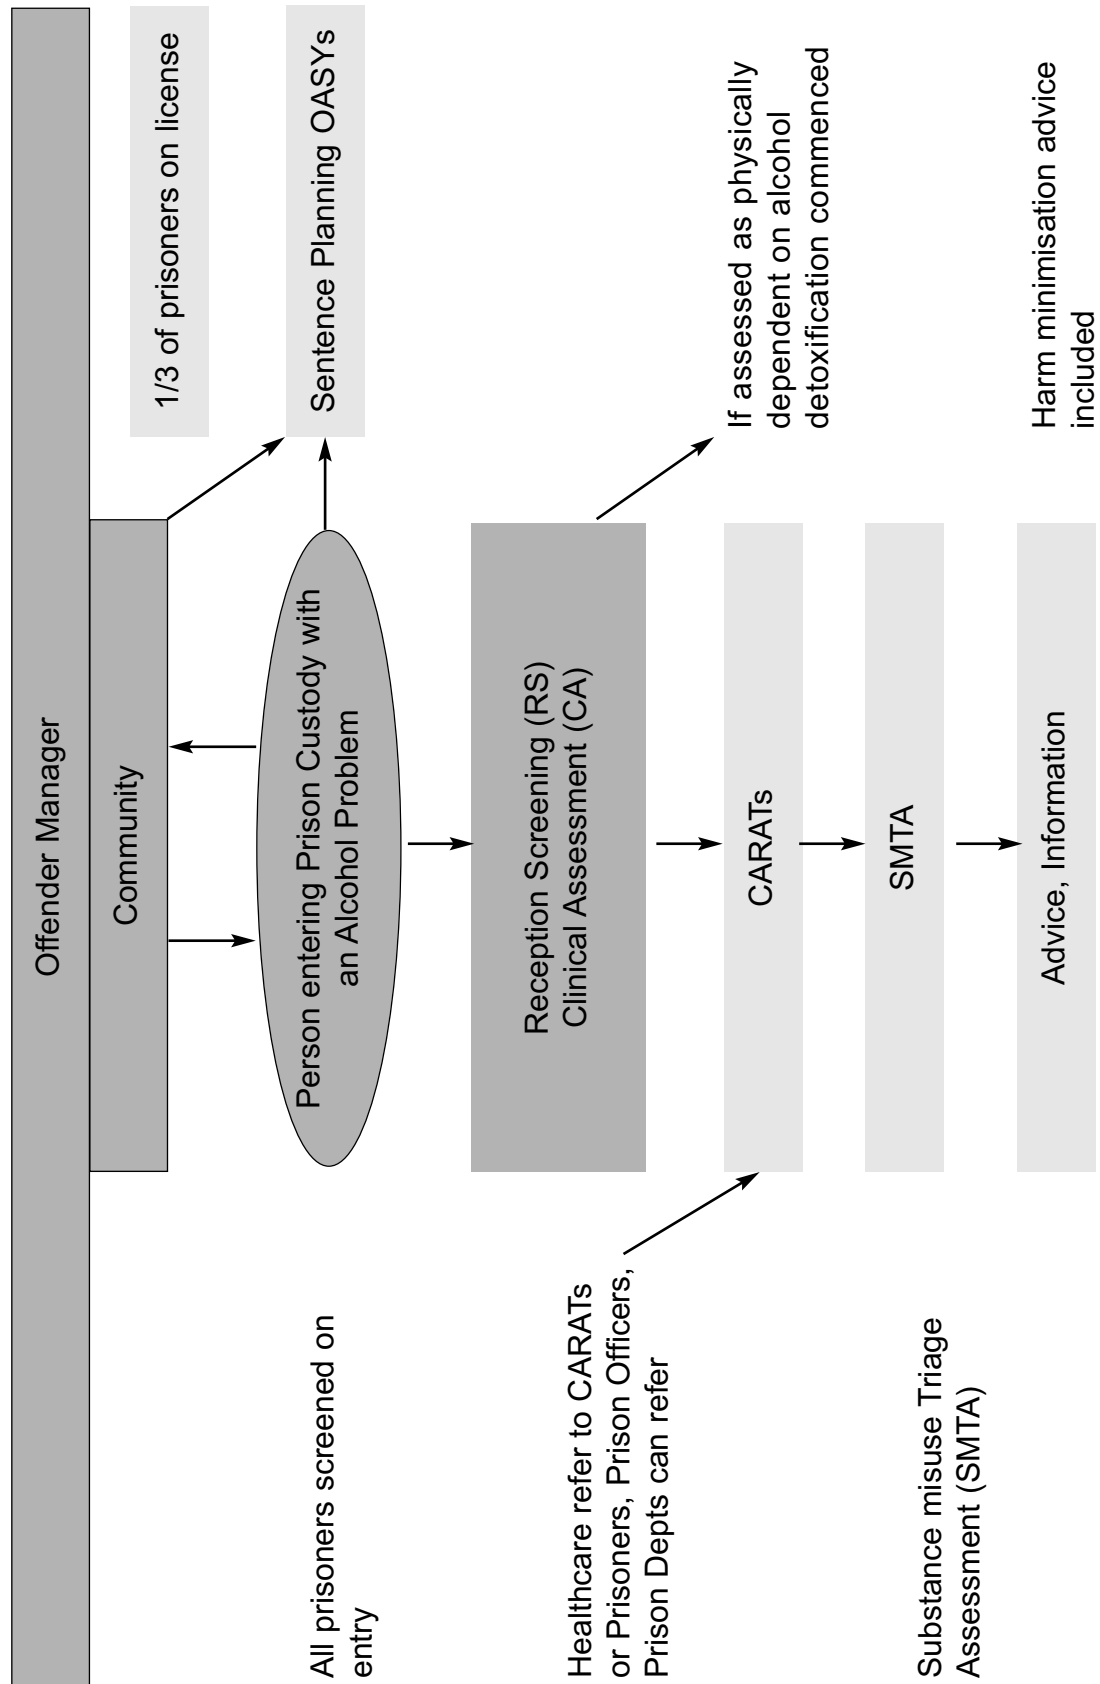 Offender Manager
Community
1/3 of prisoners on license
All prisoners screened on
entry
Person entering Prison Custody with
an Alcohol Problem
Sentence Planning OASYs
Reception Screening (RS)
Clinical Assessment (CA)
Healthcare refer to CARATs
or Prisoners, Prison Officers,
Prison Depts can refer
CARATs
If assessed as physically
dependent on alcohol
detoxification commenced
Substance misuse Triage
Assessment (SMTA)
SMTA
Advice, Information
Harm minimisation advice
included